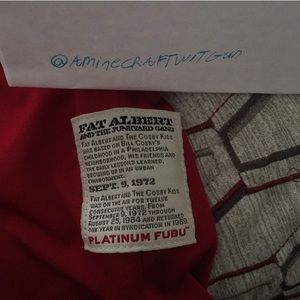 @AminecraftwitGun
FAT ALBERT
AND THE JUNKYARD GANG
FAT ALBERT AND THE COSBY KIDS
WAS BASED ON BILL COSBY'S
CHILDHOOD IN A PHILADELPHIA
NEIGHBORHOOD, HIS FRIENDS AND
THE DAILY LESSONS LEARNED,
GROWING UP IN AN URBAN
ENVIRONMENT.
SEPT. 9, 1972
FAT ALBERT AND THE COSBY KIDS
WAS ON THE AIR FOR TWELVE
CONSECUTIVE YEARS. FROM
SEPTEMBER 9, 1972 THROUGH
AUGUST 25, 1984 AND RETURNED
ONE YEAR IN SYNDICATION IN 1989.
PLATINUM FUBU™